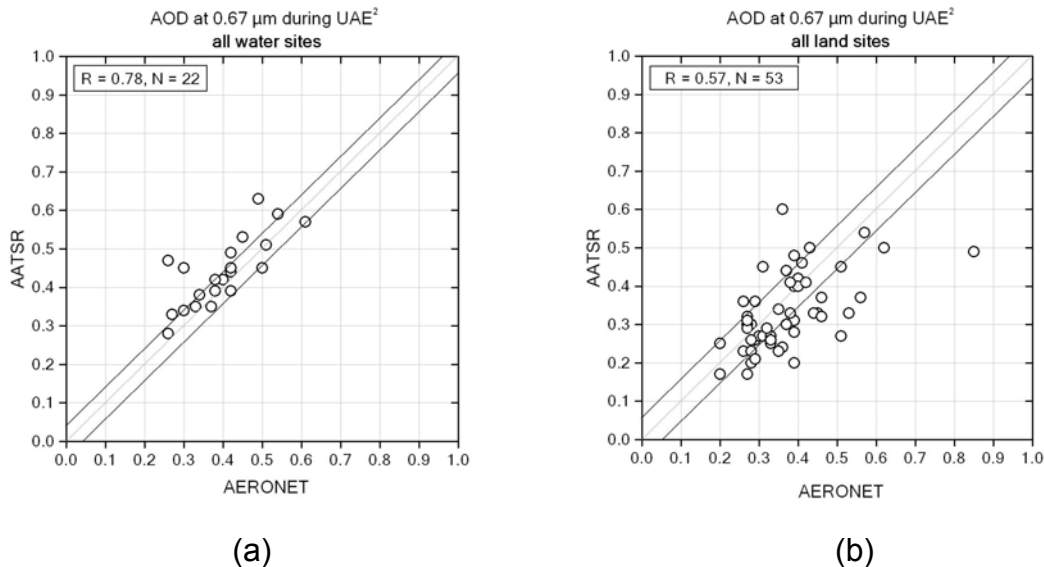 AOD at 0.67 µm during UAE²
all water sites
R = 0.78, N = 22
1.0
0.9
0.8
0.7
0.6
0.5
0.4
0.3
0.2
0.1
0.0
AATSR
0.0 0.1 0.2 0.3 0.4 0.5 0.6 0.7 0.8 0.9 1.0
AERONET
(a)
AOD at 0.67 µm during UAE²
all land sites
R = 0.57, N = 53
1.0
0.9
0.8
0.7
0.6
0.5
0.4
0.3
0.2
0.1
0.0
AATSR
0.0 0.1 0.2 0.3 0.4 0.5 0.6 0.7 0.8 0.9 1.0
AERONET
(b)